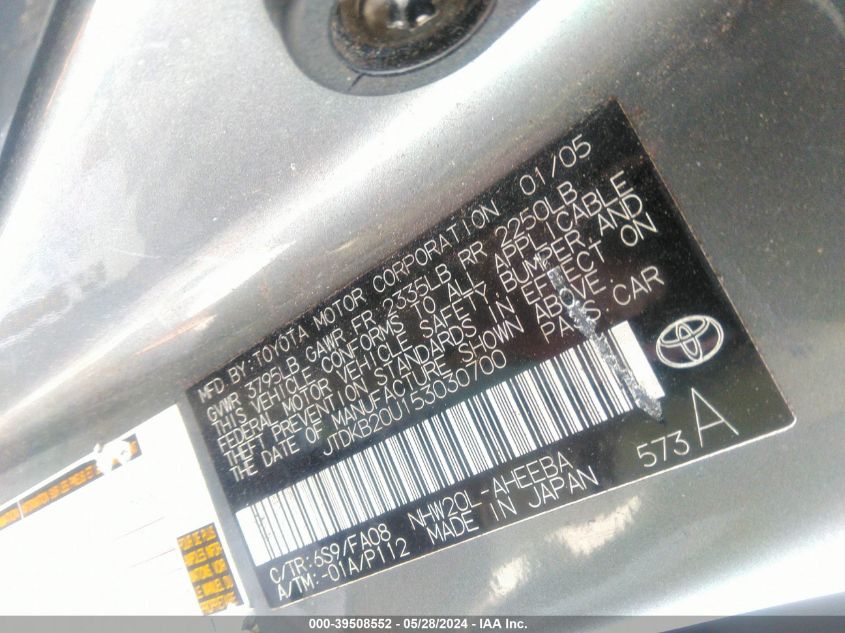 MFD BY: TOYOTA MOTOR CORPORATION 01/05
GVWR 3795LB GAWR FR 2335LB RR 2250LB
THIS VEHICLE CONFORMS TO ALL APPLICABLE
FEDERAL MOTOR VEHICLE SAFETY, BUMPER, AND
THEFT PREVENTION STANDARDS IN EFFECT ON
THE DATE OF MANUFACTURE SHOWN ABOVE.
JTDKB20U153030700 PASS. CAR
C/TR: 6S9/FA08 NHW20L-AHEEBA 573 A
A/TM: -01A/P112 MADE IN JAPAN
000-39508552 - 05/28/2024 - IAA Inc.